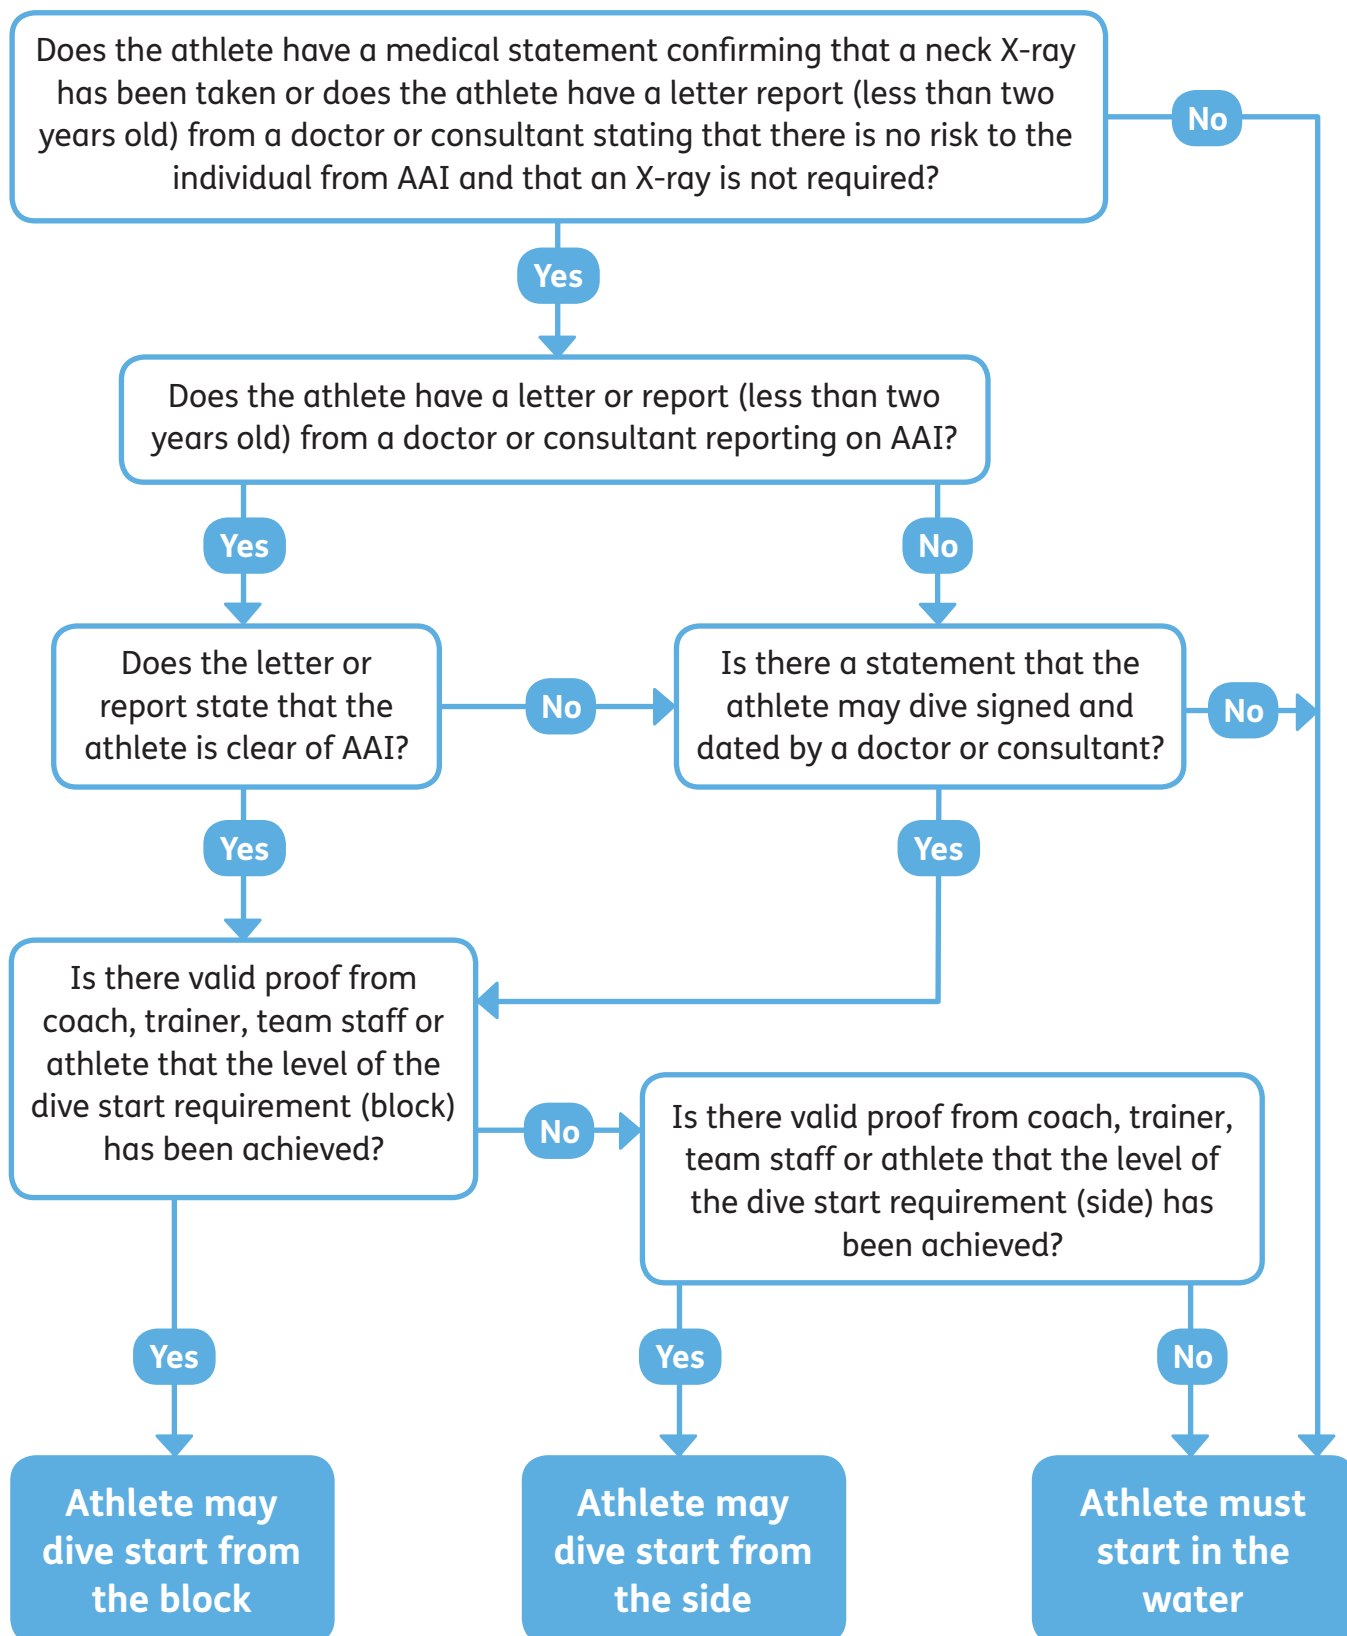 Does the athlete have a medical statement confirming that a neck X-ray
has been taken or does the athlete have a letter report (less than two
years old) from a doctor or consultant stating that there is no risk to the
individual from AAI and that an X-ray is not required?
No
Yes
Does the athlete have a letter or report (less than two
years old) from a doctor or consultant reporting on AAI?
Yes
No
Does the letter or
report state that the
athlete is clear of AAI?
No
Is there a statement that the
athlete may dive signed and
dated by a doctor or consultant?
No
Yes
Yes
Is there valid proof from
coach, trainer, team staff or
athlete that the level of the
dive start requirement (block)
has been achieved?
No
Is there valid proof from coach, trainer,
team staff or athlete that the level of
the dive start requirement (side) has
been achieved?
Yes
Yes
No
Athlete may
dive start from
the block
Athlete may
dive start from
the side
Athlete must
start in the
water